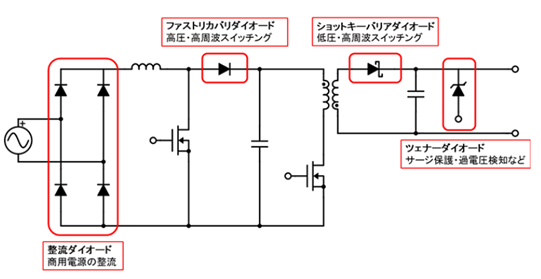 ファストリカバリダイオード
高圧・高周波スイッチング
ショットキーバリアダイオード
低圧・高周波スイッチング
ツェナーダイオード
サージ保護・過電圧検知など
整流ダイオード
商用電源の整流